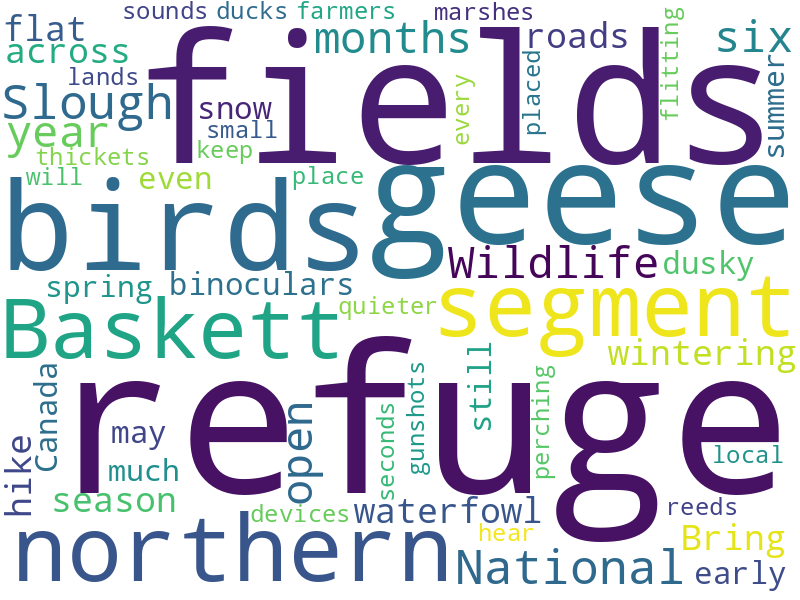 sounds ducks farmers marshes
flat months roads six
across
lands
fields
Slough snow
small
every placed flitting summer
year
thickets keep
will even place
birds geese
Wildlife dusky
spring binoculars
Baskett quieter segment
wintering
refuge
Canada still gunshots perching
may open
much local
hike season seconds
devices waterfowl reeds
northern hear Bring
National early